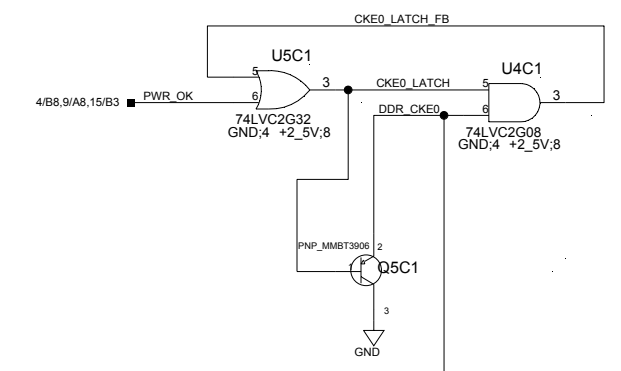 CKE0_LATCH_FB
U5C1
U4C1
5
3
CKE0_LATCH
5
3
4/B8,9/A8,15/B3
PWR_OK
6
DDR_CKE0
6
74LVC2G32
GND;4 +2_5V;8
74LVC2G08
GND;4 +2_5V;8
PNP_MMBT3906
2
1
Q5C1
3
GND